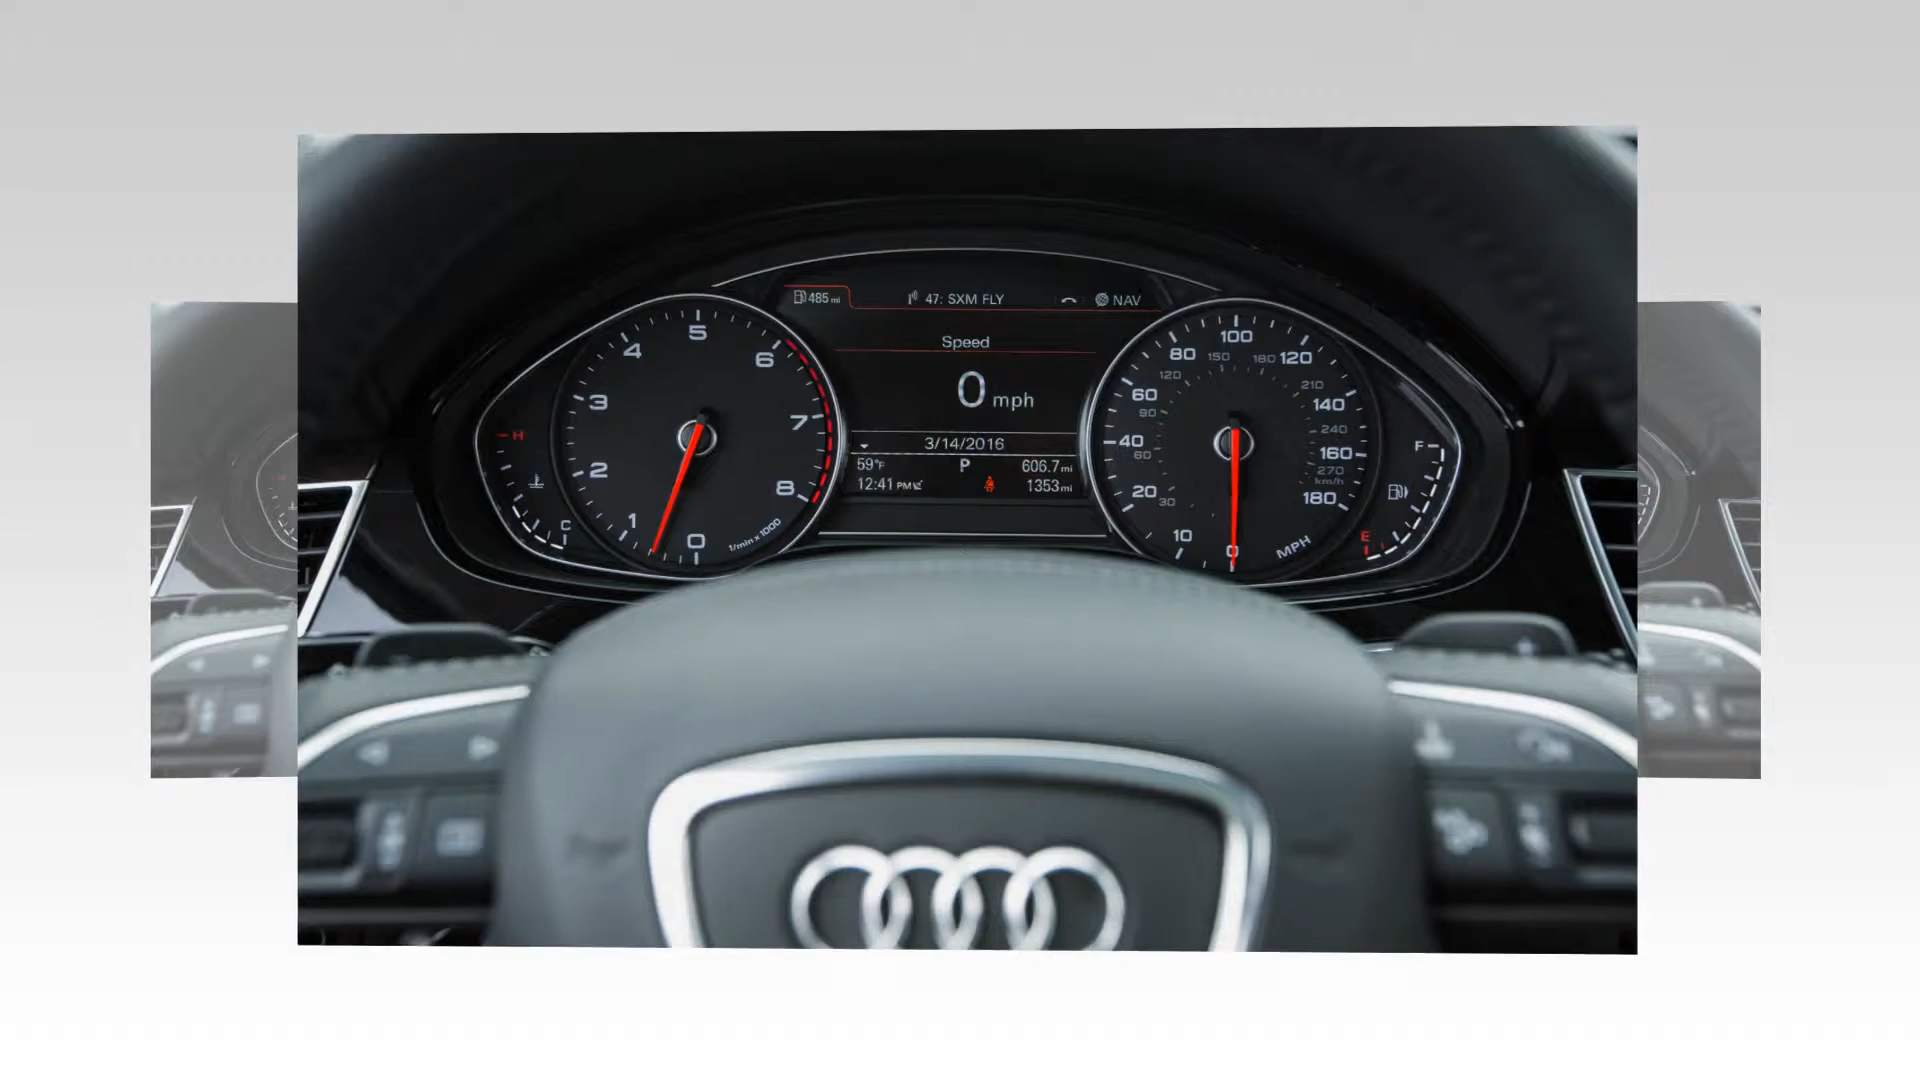 485 mi
47: SXM FLY
NAV
Speed
0 mph
3/14/2016
59°F
P
606.7 mi
12:41 PM
1353 mi
0
1
2
3
4
5
6
7
8
1/min x 1000
H
C
0
10
20
40
60
80
100
120
140
160
180
MPH
30
60
90
120
150
180
210
240
270
km/h
F
E